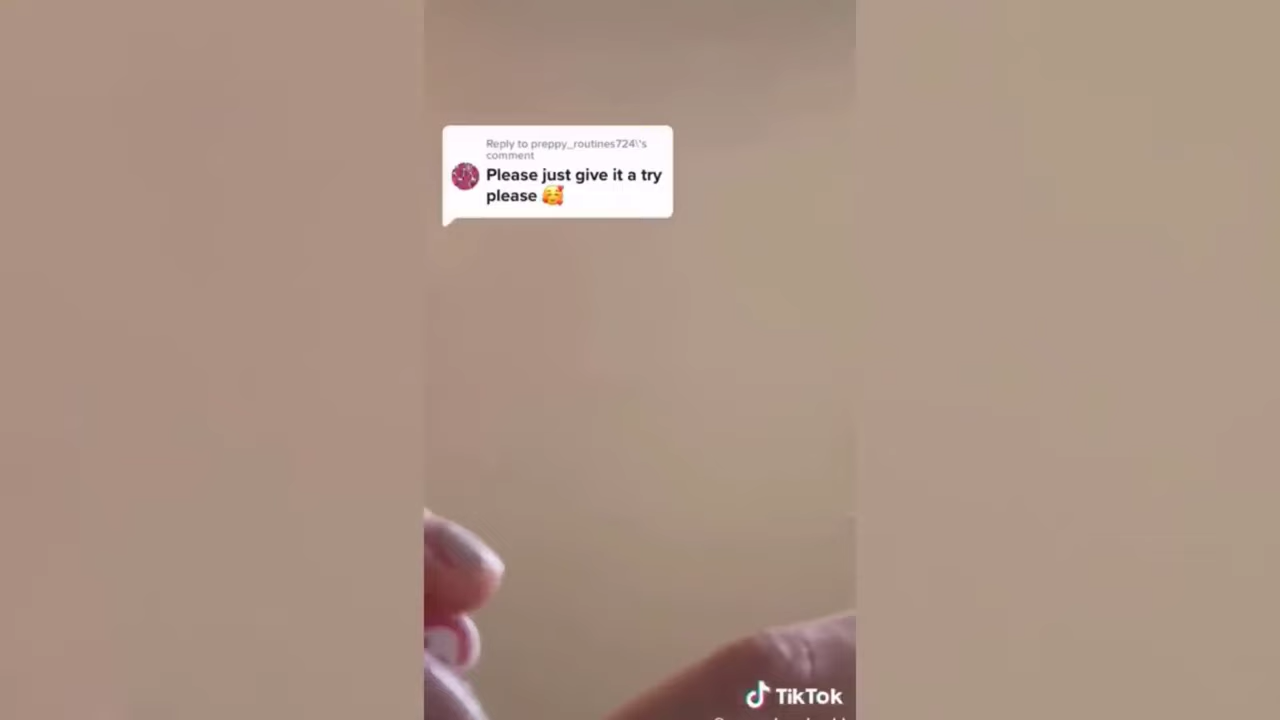 Reply to preppy_routines724\'s
comment
Please just give it a try
please 🥰
TikTok